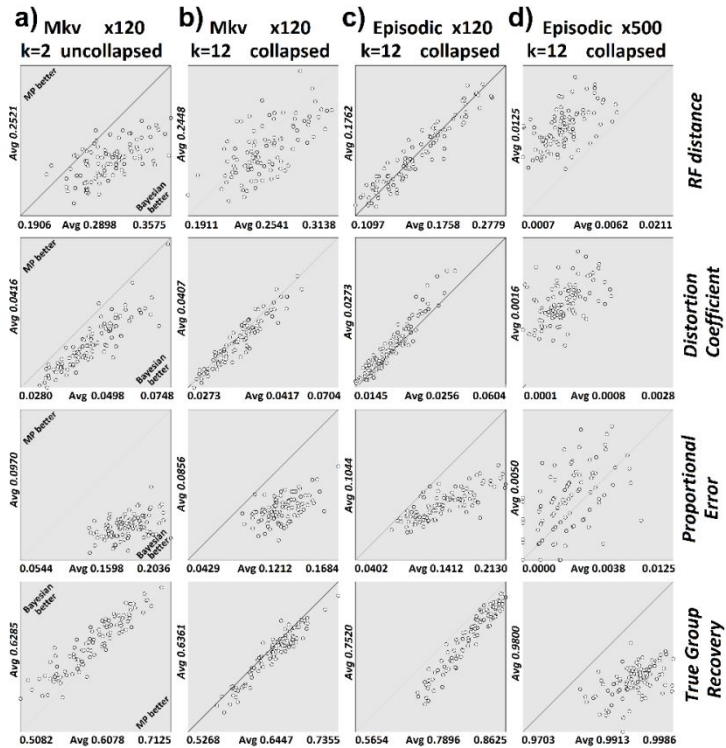 a) Mkv x120
k=2 uncollapsed
b) Mkv x120
k=12 collapsed
c) Episodic x120
k=12 collapsed
d) Episodic x500
k=12 collapsed
MP better
Avg 0.2521
Bayesian
better
0.1906 Avg 0.2898 0.3575
Avg 0.2448
0.1911 Avg 0.2541 0.3138
Avg 0.1762
0.1097 Avg 0.1758 0.2779
Avg 0.0125
0.0007 Avg 0.0062 0.0211
RF distance
MP better
Avg 0.0416
Bayesian
better
0.0280 Avg 0.0498 0.0748
Avg 0.0407
0.0273 Avg 0.0417 0.0704
Avg 0.0273
0.0145 Avg 0.0256 0.0604
Avg 0.0016
0.0001 Avg 0.0008 0.0028
Distortion
Coefficient
MP better
Avg 0.0970
Bayesian
better
0.0544 Avg 0.1598 0.2036
Avg 0.0856
0.0429 Avg 0.1212 0.1684
Avg 0.1044
0.0402 Avg 0.1412 0.2130
Avg 0.0050
0.0000 Avg 0.0038 0.0125
Proportional
Error
Bayesian
better
Avg 0.6285
MP better
0.5082 Avg 0.6078 0.7125
Avg 0.6361
0.5268 Avg 0.6447 0.7355
Avg 0.7520
0.5654 Avg 0.7896 0.8625
Avg 0.9800
0.9703 Avg 0.9913 0.9986
True Group
Recovery